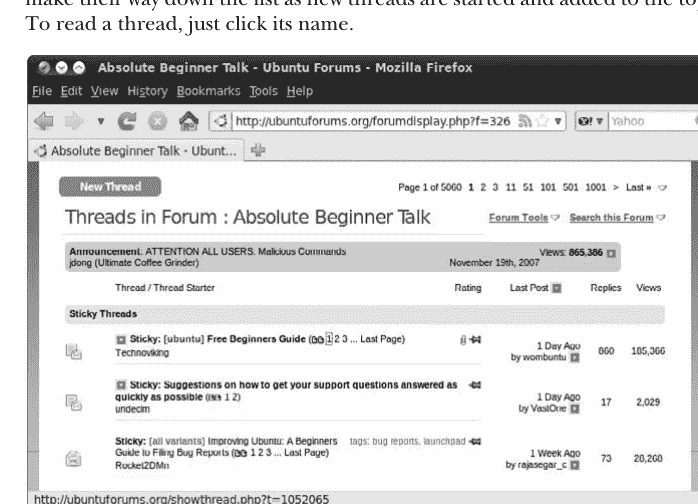 make their way down the list as new threads are started and added to the to
To read a thread, just click its name.
Absolute Beginner Talk - Ubuntu Forums - Mozilla Firefox
File Edit View History Bookmarks Tools Help
http://ubuntuforums.org/forumdisplay.php?f=326 Yahoo
Absolute Beginner Talk - Ubunt...
New Thread Page 1 of 5060 1 2 3 11 51 101 501 1001 > Last »
Threads in Forum : Absolute Beginner Talk Forum Tools Search this Forum
Announcement: ATTENTION ALL USERS. Malicious Commands Views: 865,386
jdong (Ultimate Coffee Grinder) November 19th, 2007
Thread / Thread Starter Rating Last Post Replies Views
Sticky Threads
Sticky: [ubuntu] Free Beginners Guide (1 2 3 ... Last Page)
Technoviking 1 Day Ago by wombuntu 860 185,366
Sticky: Suggestions on how to get your support questions answered as
quickly as possible (1 2)
undecim 1 Day Ago by VastOne 17 2,029
Sticky: [all variants] Improving Ubuntu: A Beginners tags: bug reports, launchpad
Guide to Filing Bug Reports (1 2 3 ... Last Page)
Rocket2DMn 1 Week Ago by rajasegar_c 73 20,260
http://ubuntuforums.org/showthread.php?t=1052065